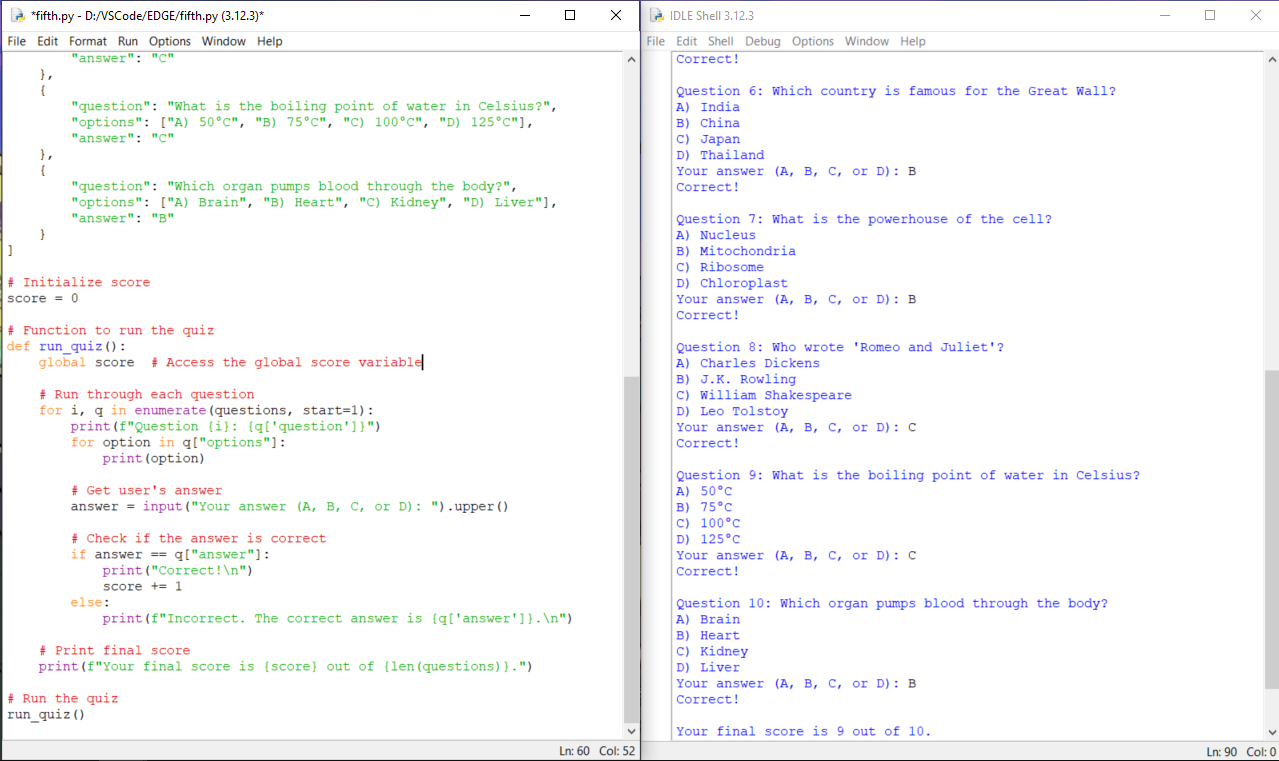 *fifth.py - D:/VSCode/EDGE/fifth.py (3.12.3)*
File Edit Format Run Options Window Help
        "answer": "C"
    },
    {
        "question": "What is the boiling point of water in Celsius?",
        "options": ["A) 50°C", "B) 75°C", "C) 100°C", "D) 125°C"],
        "answer": "C"
    },
    {
        "question": "Which organ pumps blood through the body?",
        "options": ["A) Brain", "B) Heart", "C) Kidney", "D) Liver"],
        "answer": "B"
    }
]
# Initialize score
score = 0
# Function to run the quiz
def run_quiz():
    global score  # Access the global score variable
    # Run through each question
    for i, q in enumerate(questions, start=1):
        print(f"Question {i}: {q['question']}")
        for option in q["options"]:
            print(option)
        # Get user's answer
        answer = input("Your answer (A, B, C, or D): ").upper()
        # Check if the answer is correct
        if answer == q["answer"]:
            print("Correct!\n")
            score += 1
        else:
            print(f"Incorrect. The correct answer is {q['answer']}.\n")
    # Print final score
    print(f"Your final score is {score} out of {len(questions)}.")
# Run the quiz
run_quiz()
Ln: 60 Col: 52
IDLE Shell 3.12.3
File Edit Shell Debug Options Window Help
Correct!
Question 6: Which country is famous for the Great Wall?
A) India
B) China
C) Japan
D) Thailand
Your answer (A, B, C, or D): B
Correct!
Question 7: What is the powerhouse of the cell?
A) Nucleus
B) Mitochondria
C) Ribosome
D) Chloroplast
Your answer (A, B, C, or D): B
Correct!
Question 8: Who wrote 'Romeo and Juliet'?
A) Charles Dickens
B) J.K. Rowling
C) William Shakespeare
D) Leo Tolstoy
Your answer (A, B, C, or D): C
Correct!
Question 9: What is the boiling point of water in Celsius?
A) 50°C
B) 75°C
C) 100°C
D) 125°C
Your answer (A, B, C, or D): C
Correct!
Question 10: Which organ pumps blood through the body?
A) Brain
B) Heart
C) Kidney
D) Liver
Your answer (A, B, C, or D): B
Correct!
Your final score is 9 out of 10.
Ln: 90 Col: 0